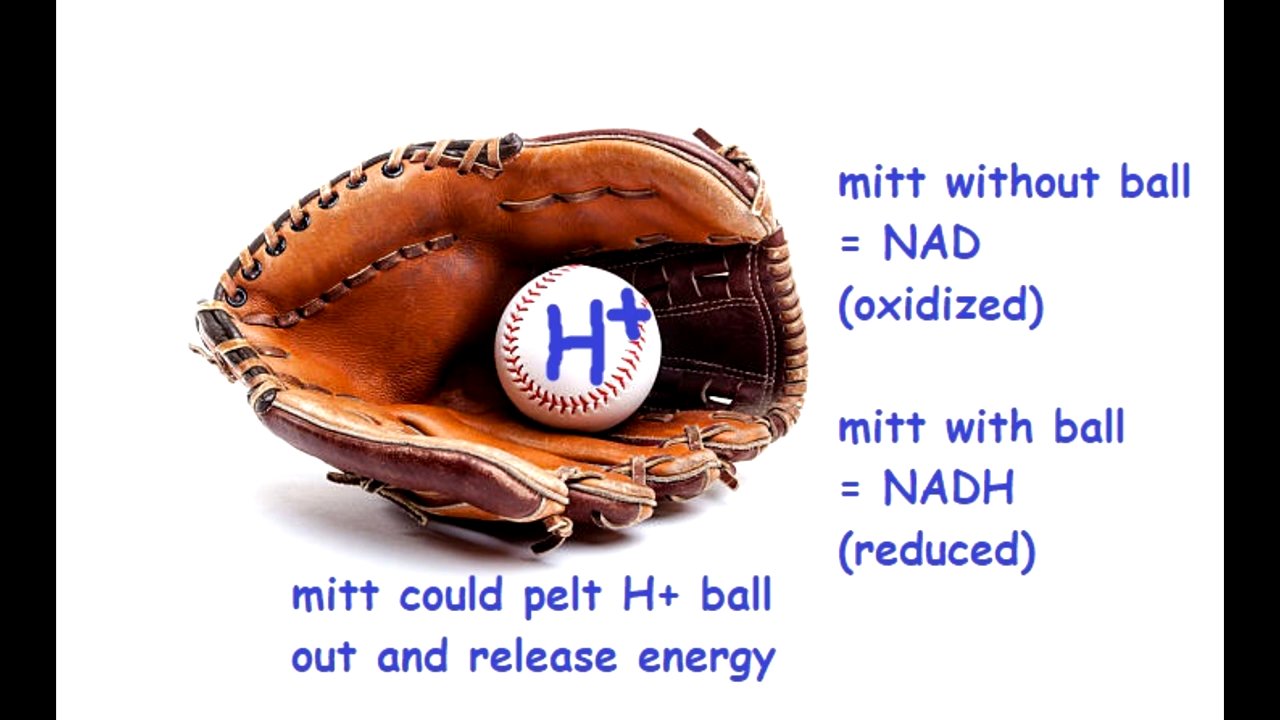 H+
mitt without ball
= NAD
(oxidized)
mitt with ball
= NADH
(reduced)
mitt could pelt H+ ball
out and release energy